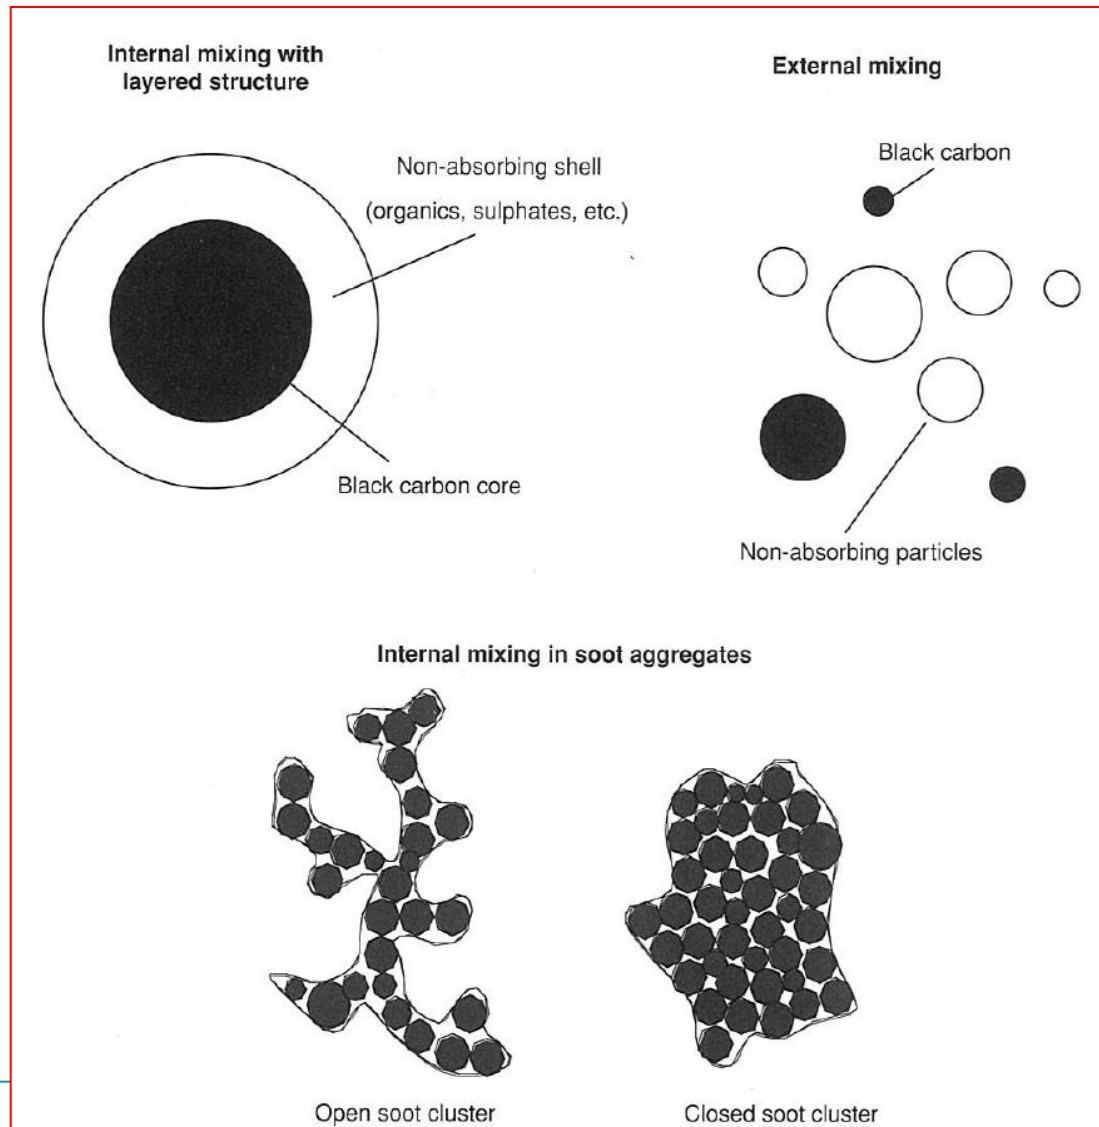 Internal mixing with
layered structure
External mixing
Non-absorbing shell
(organics, sulphates, etc.)
Black carbon
Black carbon core
Non-absorbing particles
Internal mixing in soot aggregates
Open soot cluster
Closed soot cluster